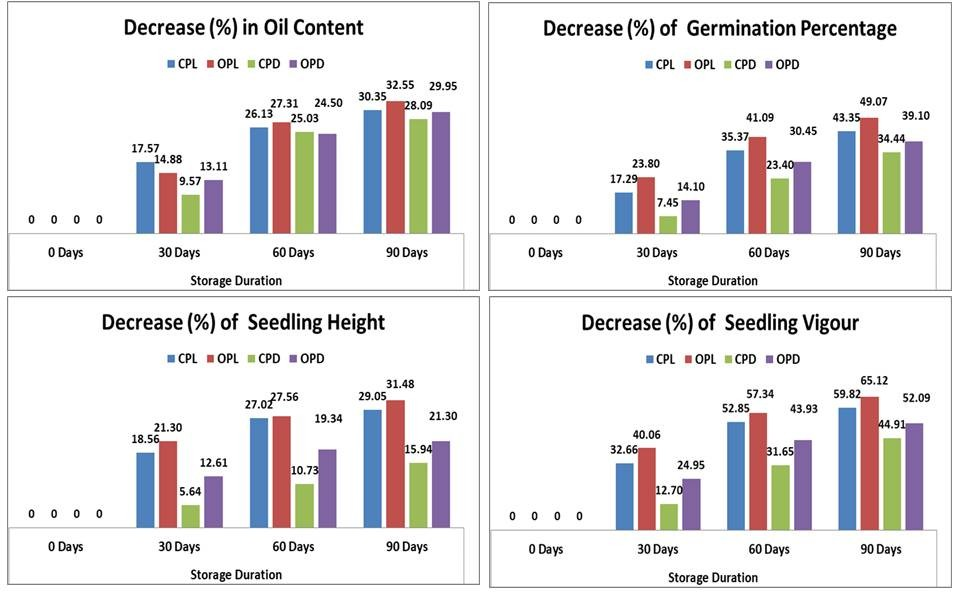 Decrease (%) in Oil Content
CPL OPL CPD OPD
17.57 14.88 9.57 13.11
26.13 27.31 25.03 24.50
30.35 32.55 28.09 29.95
0 0 0 0
0 Days 30 Days 60 Days 90 Days
Storage Duration
Decrease (%) of Germination Percentage
CPL OPL CPD OPD
17.29 23.80 7.45 14.10
35.37 41.09 23.40 30.45
43.35 49.07 34.44 39.10
0 0 0 0
0 Days 30 Days 60 Days 90 Days
Storage Duration
Decrease (%) of Seedling Height
CPL OPL CPD OPD
18.56 21.30 5.64 12.61
27.02 27.56 10.73 19.34
29.05 31.48 15.94 21.30
0 0 0 0
0 Days 30 Days 60 Days 90 Days
Storage Duration
Decrease (%) of Seedling Vigour
CPL OPL CPD OPD
32.66 40.06 12.70 24.95
52.85 57.34 31.65 43.93
59.82 65.12 44.91 52.09
0 0 0 0
0 Days 30 Days 60 Days 90 Days
Storage Duration